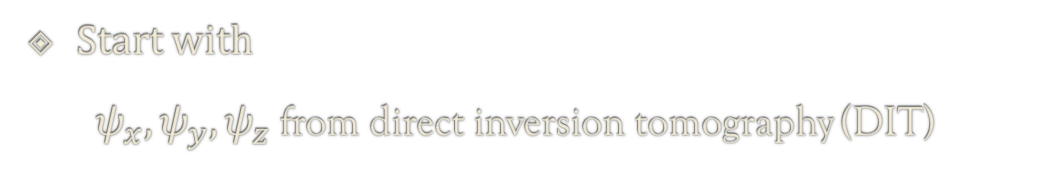 Start with
ψx, ψy, ψz from direct inversion tomography (DIT)